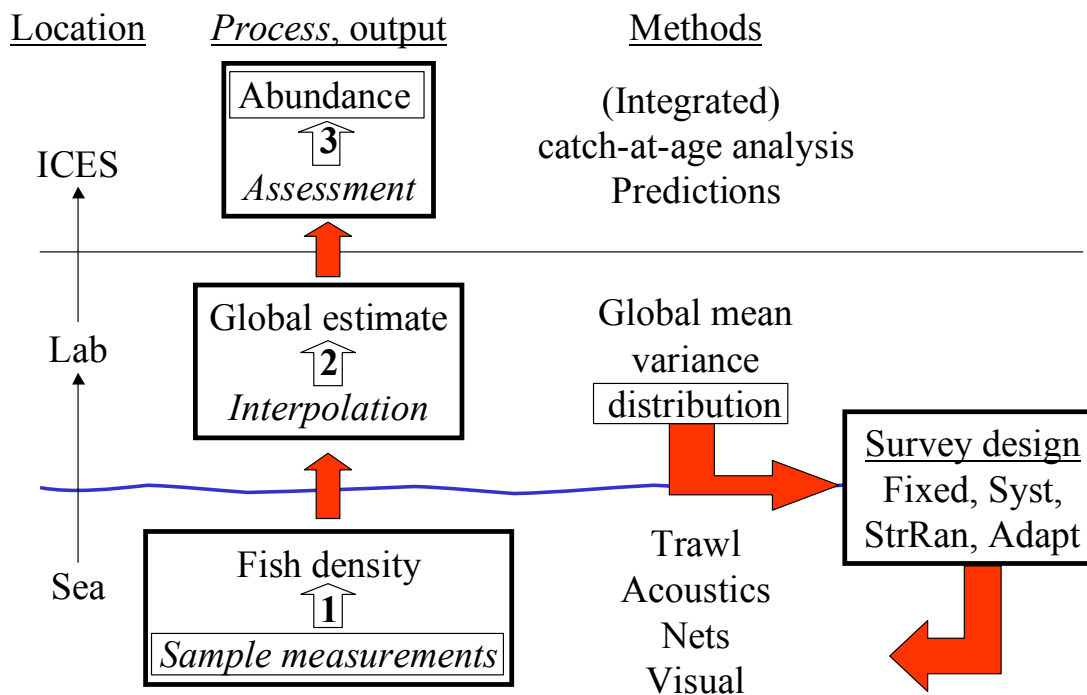 Location
Process, output
Methods
Abundance
3
Assessment
(Integrated)
catch-at-age analysis
Predictions
ICES
Global estimate
2
Interpolation
Global mean
variance
distribution
Lab
Survey design
Fixed, Syst,
StrRan, Adapt
Fish density
1
Sample measurements
Trawl
Acoustics
Nets
Visual
Sea